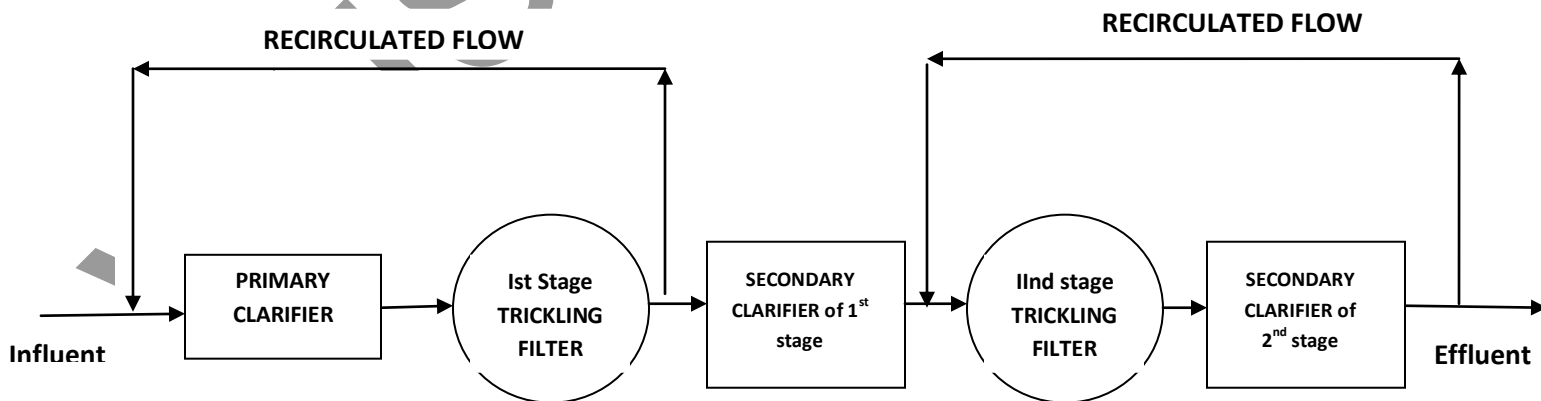 RECIRCULATED FLOW
RECIRCULATED FLOW
PRIMARY
CLARIFIER
Ist Stage
TRICKLING
FILTER
SECONDARY
CLARIFIER of 1st
stage
IInd stage
TRICKLING
FILTER
SECONDARY
CLARIFIER of
2nd stage
Influent
Effluent